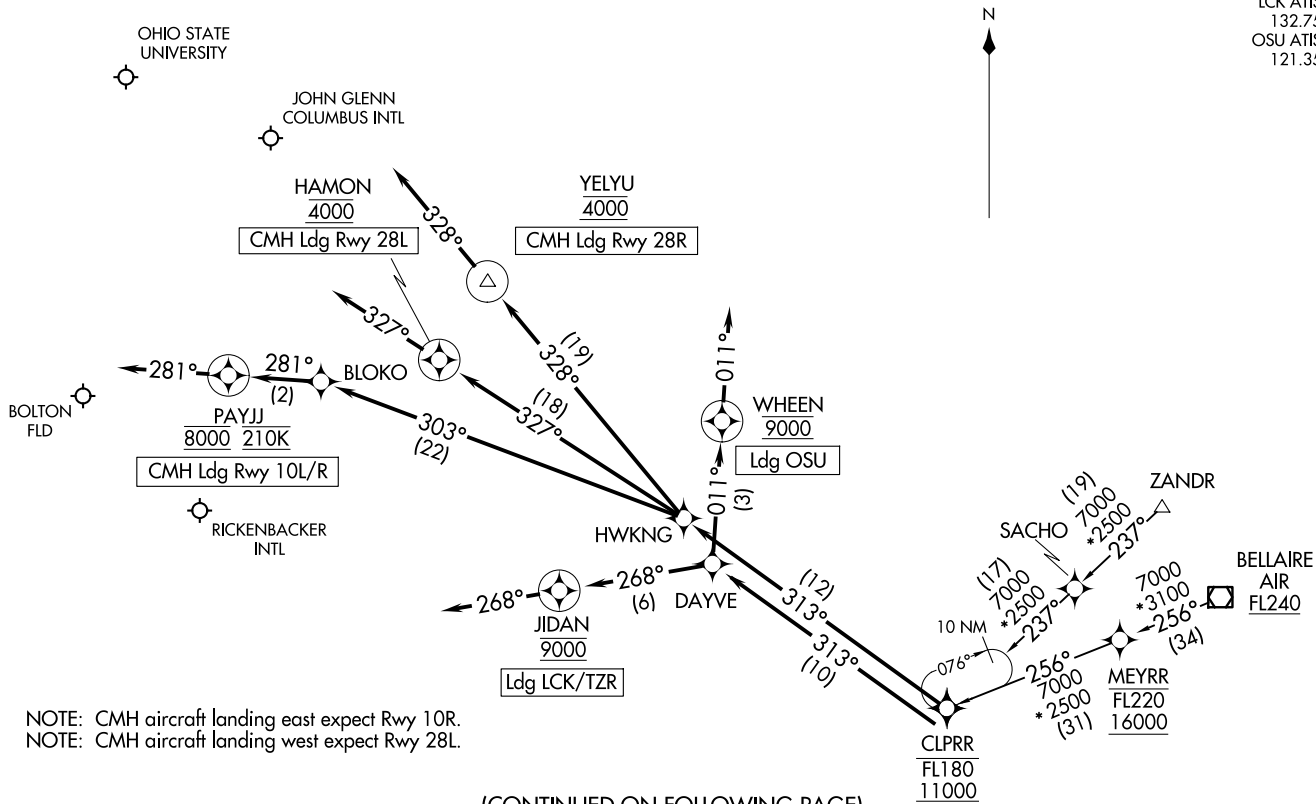 LCK ATIS
132.75
OSU ATIS
121.35
N
OHIO STATE
UNIVERSITY
JOHN GLENN
COLUMBUS INTL
HAMON
4000
CMH Ldg Rwy 28L
YELYU
4000
CMH Ldg Rwy 28R
328°
327°
(19)
328°
(18)
327°
281°
281°
(2)
BLOKO
303°
(22)
BOLTON
FLD
PAYJJ
8000 210K
CMH Ldg Rwy 10L/R
RICKENBACKER
INTL
011°
WHEEN
9000
Ldg OSU
011°
(3)
HWKNG
DAYVE
268°
(6)
268°
JIDAN
9000
Ldg LCK/TZR
(12)
313°
313°
(10)
ZANDR
(19)
7000
*2500
237°
SACHO
(17)
7000
*2500
237°
10 NM
076°
BELLAIRE
AIR
FL240
7000
*3100
256°
(34)
MEYRR
FL220
16000
256°
7000
*2500
(31)
CLPRR
FL180
11000
NOTE: CMH aircraft landing east expect Rwy 10R.
NOTE: CMH aircraft landing west expect Rwy 28L.
(CONTINUED ON FOLLOWING PAGE)